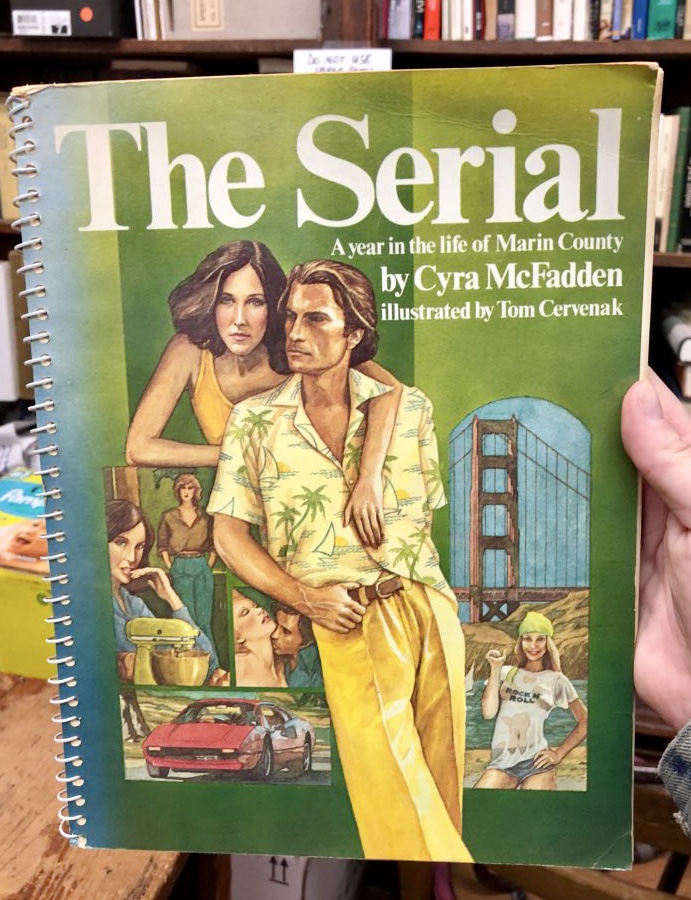 DO NOT USE
The Serial
A year in the life of Marin County
by Cyra McFadden
illustrated by Tom Cervenak
ROCK N'
ROLL